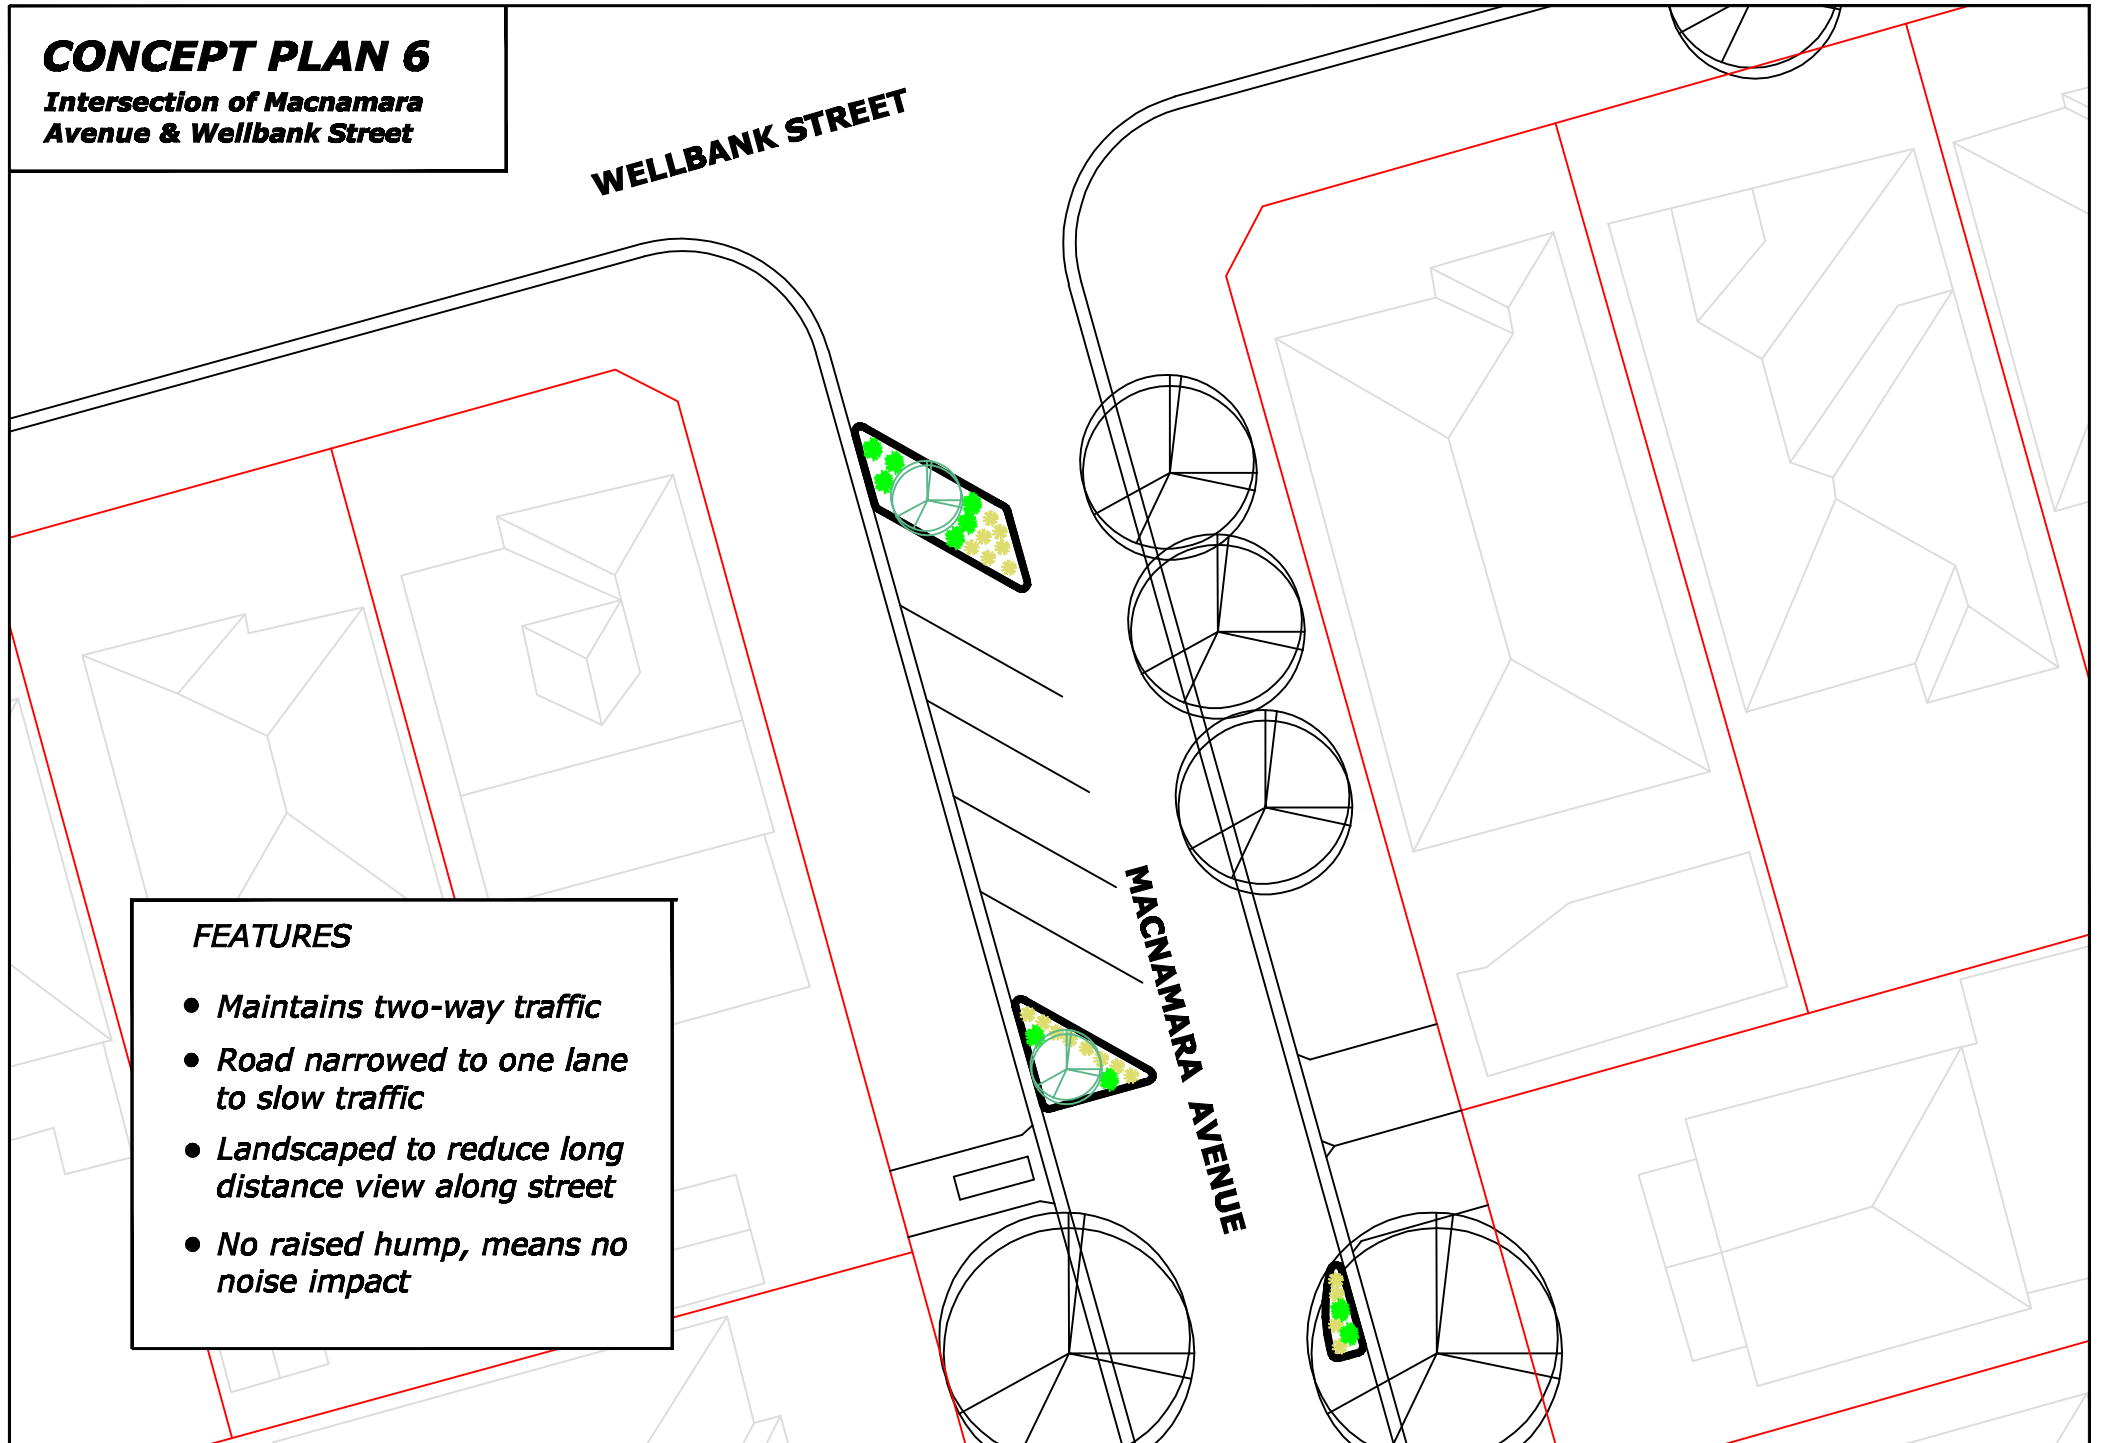 CONCEPT PLAN 6
Intersection of Macnamara
Avenue & Wellbank Street
WELLBANK STREET
MACNAMARA AVENUE
FEATURES
• Maintains two-way traffic
• Road narrowed to one lane
to slow traffic
• Landscaped to reduce long
distance view along street
• No raised hump, means no
noise impact